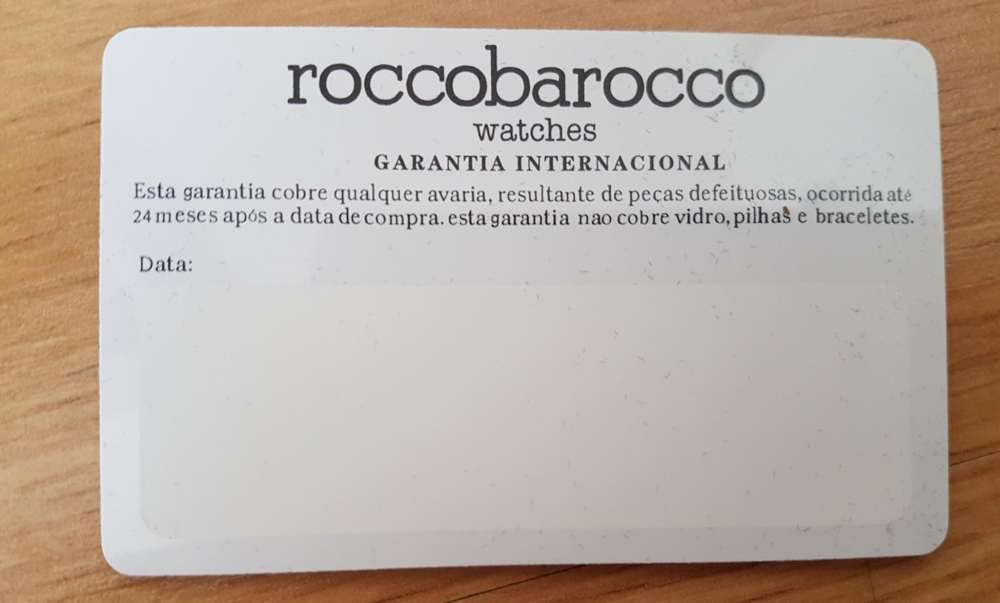 roccobarocco
watches
GARANTIA INTERNACIONAL
Esta garantia cobre qualquer avaria, resultante de peças defeituosas, ocorrida até
24 meses após a data de compra. esta garantia nao cobre vidro, pilhas e braceletes.
Data: